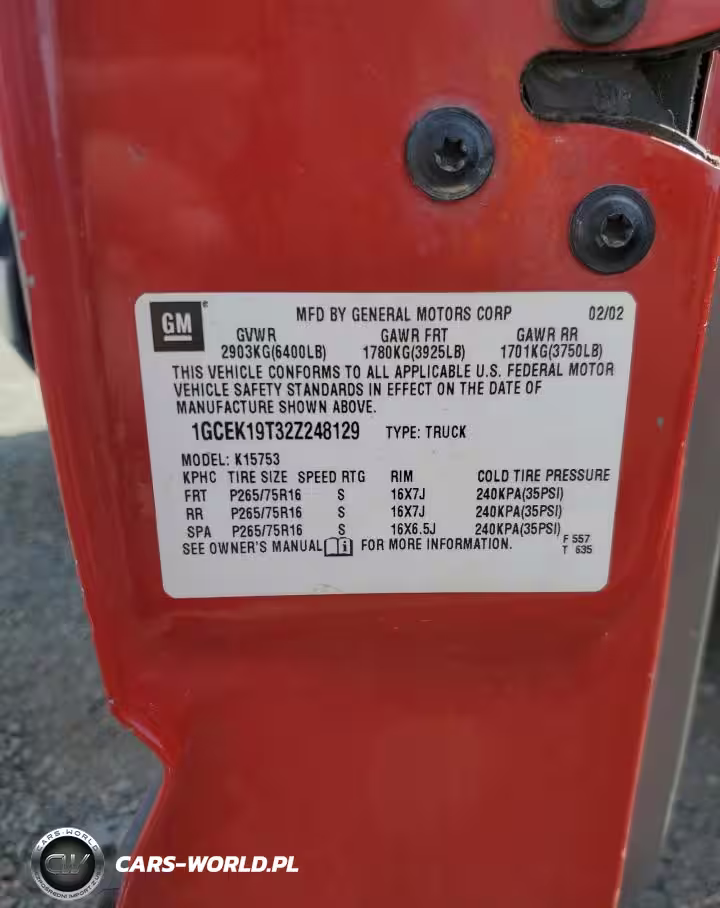 GM ® MFD BY GENERAL MOTORS CORP 02/02
GVWR GAWR FRT GAWR RR
2903KG(6400LB) 1780KG(3925LB) 1701KG(3750LB)
THIS VEHICLE CONFORMS TO ALL APPLICABLE U.S. FEDERAL MOTOR
VEHICLE SAFETY STANDARDS IN EFFECT ON THE DATE OF
MANUFACTURE SHOWN ABOVE.
1GCEK19T32Z248129 TYPE: TRUCK
MODEL: K15753
KPHC TIRE SIZE SPEED RTG RIM COLD TIRE PRESSURE
FRT P265/75R16 S 16X7J 240KPA(35PSI)
RR P265/75R16 S 16X7J 240KPA(35PSI)
SPA P265/75R16 S 16X6.5J 240KPA(35PSI) F 557
SEE OWNER'S MANUAL FOR MORE INFORMATION. T 635
CARS-WORLD
CW
CARS-WORLD.PL